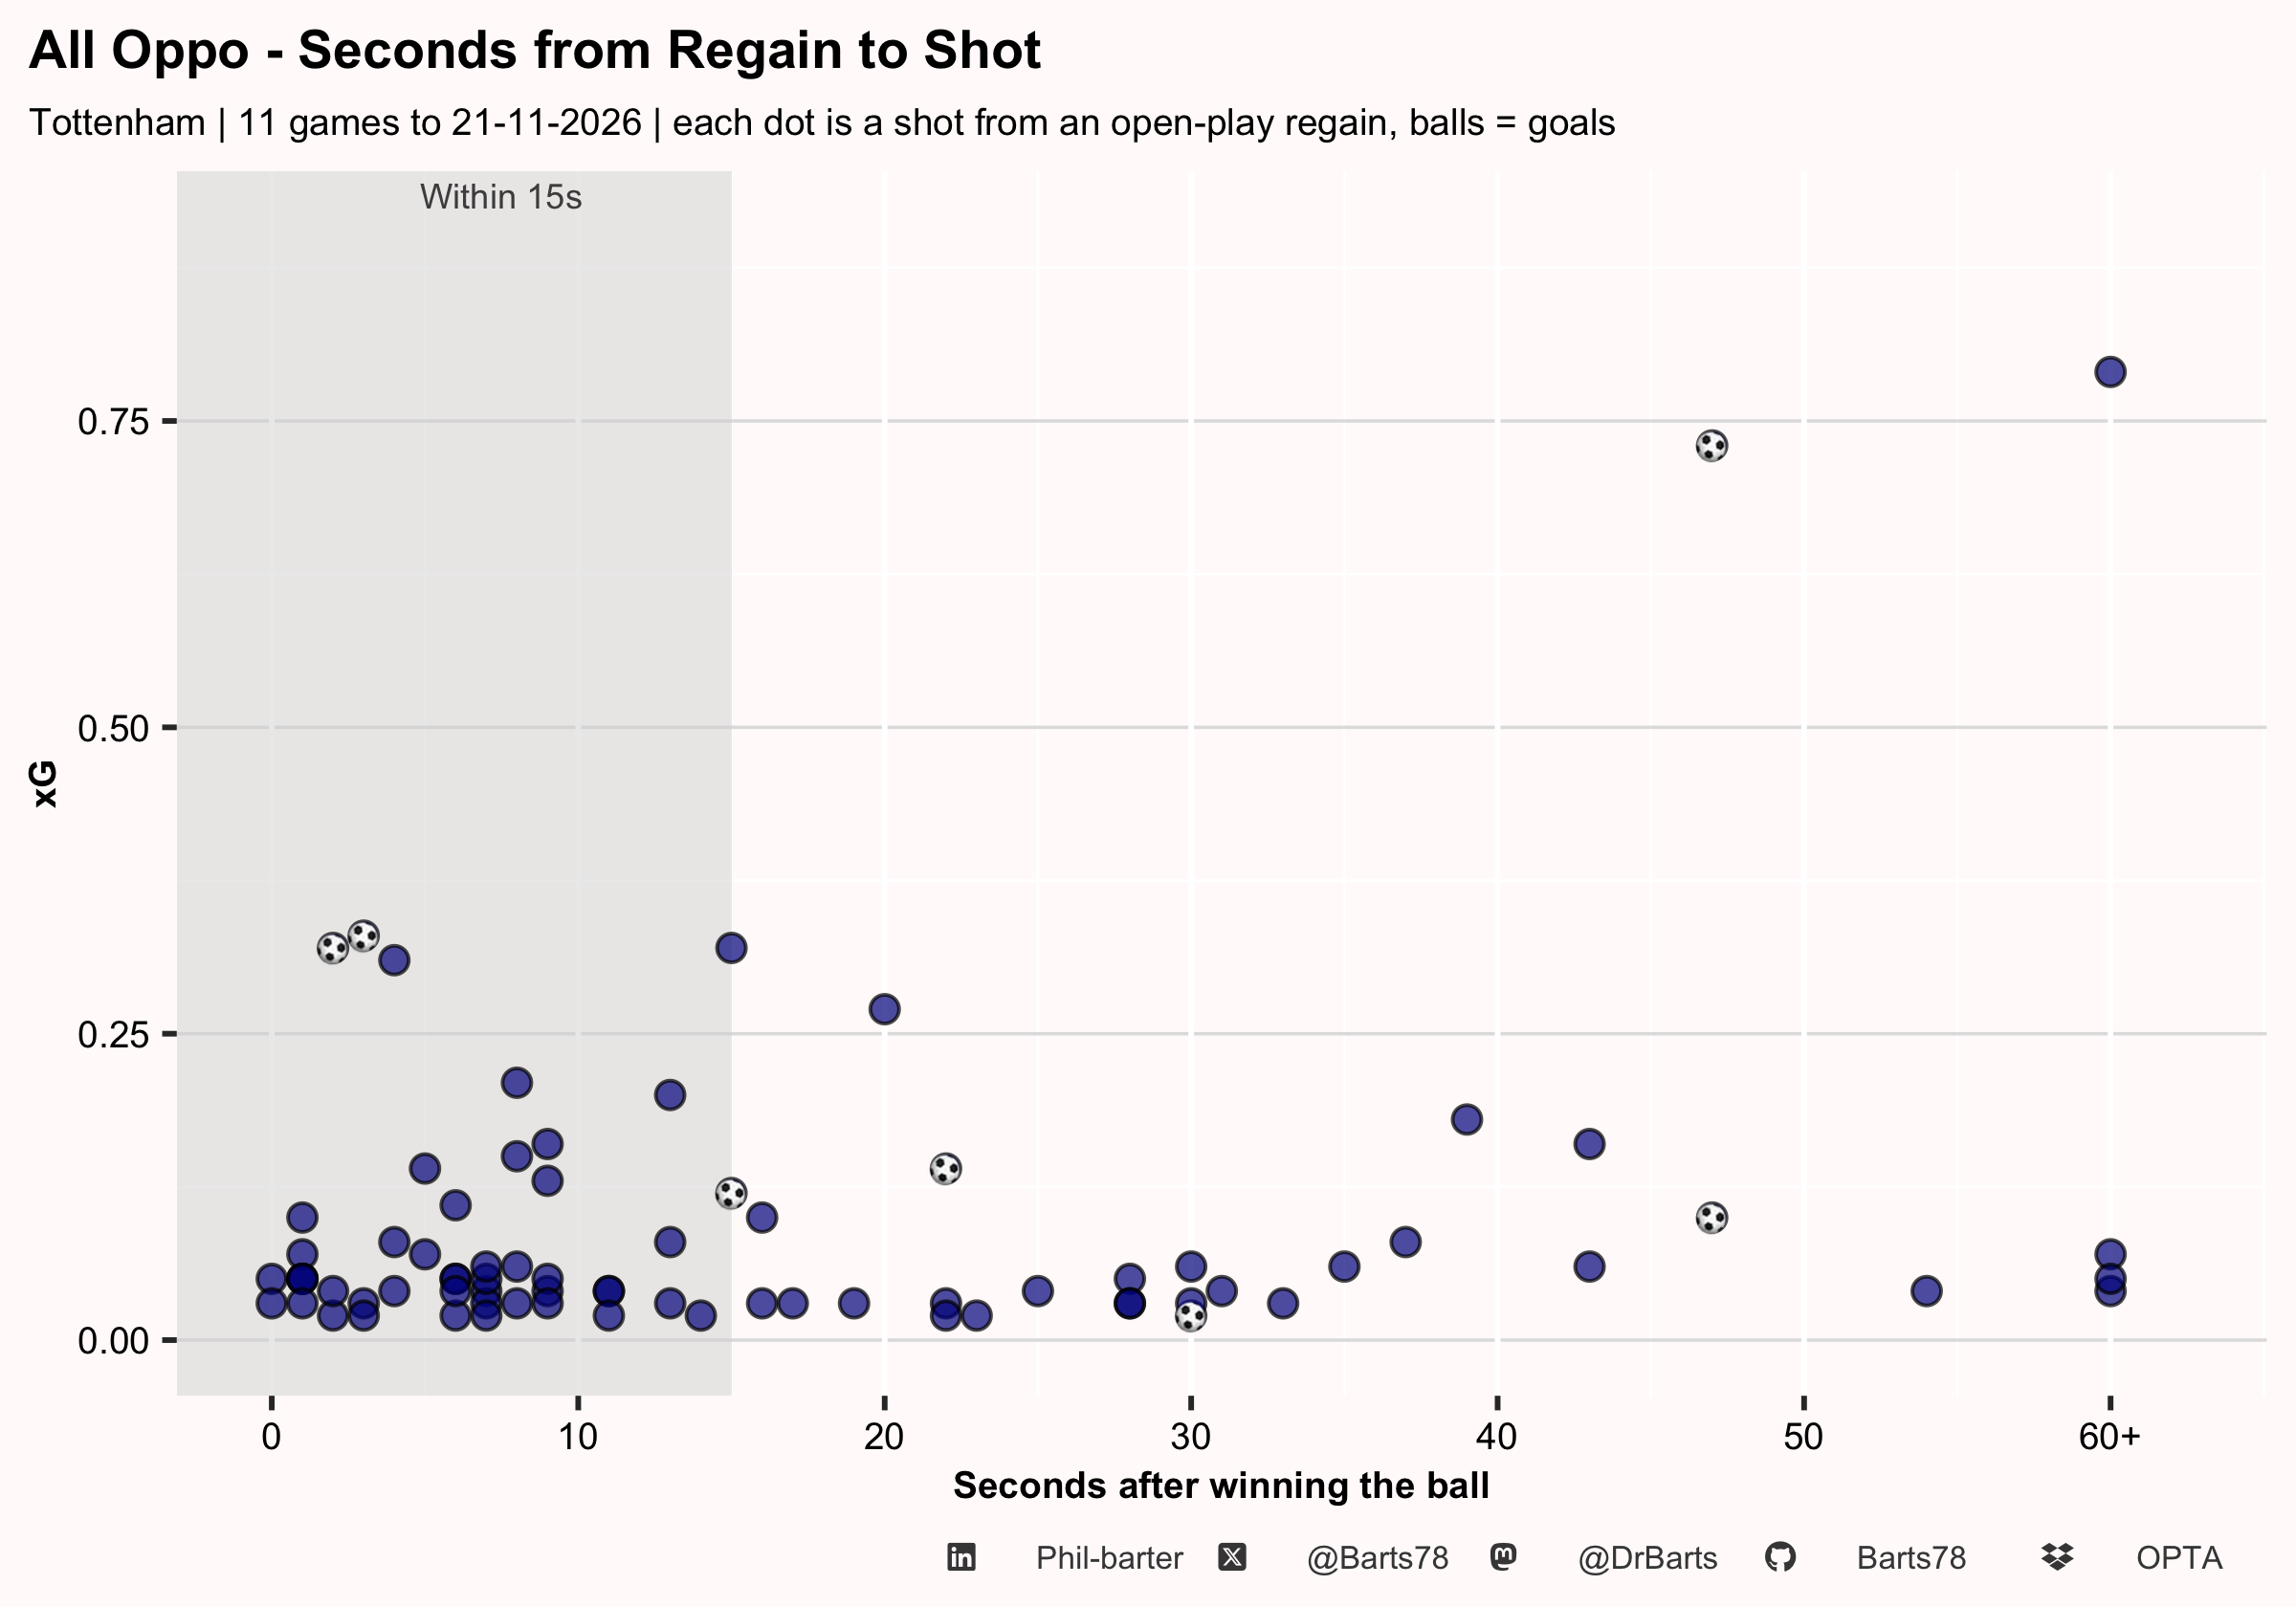 All Oppo - Seconds from Regain to Shot
Tottenham | 11 games to 21-11-2026 | each dot is a shot from an open-play regain, balls = goals
Within 15s
0.75
0.50
0.25
0.00
xG
0 10 20 30 40 50 60+
Seconds after winning the ball
Phil-barter @Barts78 @DrBarts Barts78 OPTA